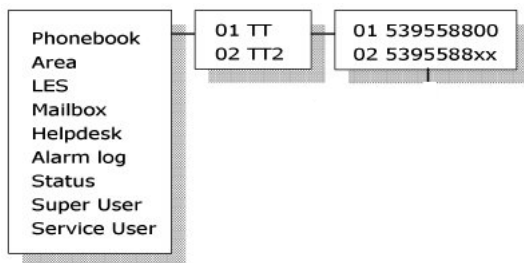 Phonebook
Area
LES
Mailbox
Helpdesk
Alarm log
Status
Super User
Service User
01 TT
02 TT2
01 539558800
02 5395588xx